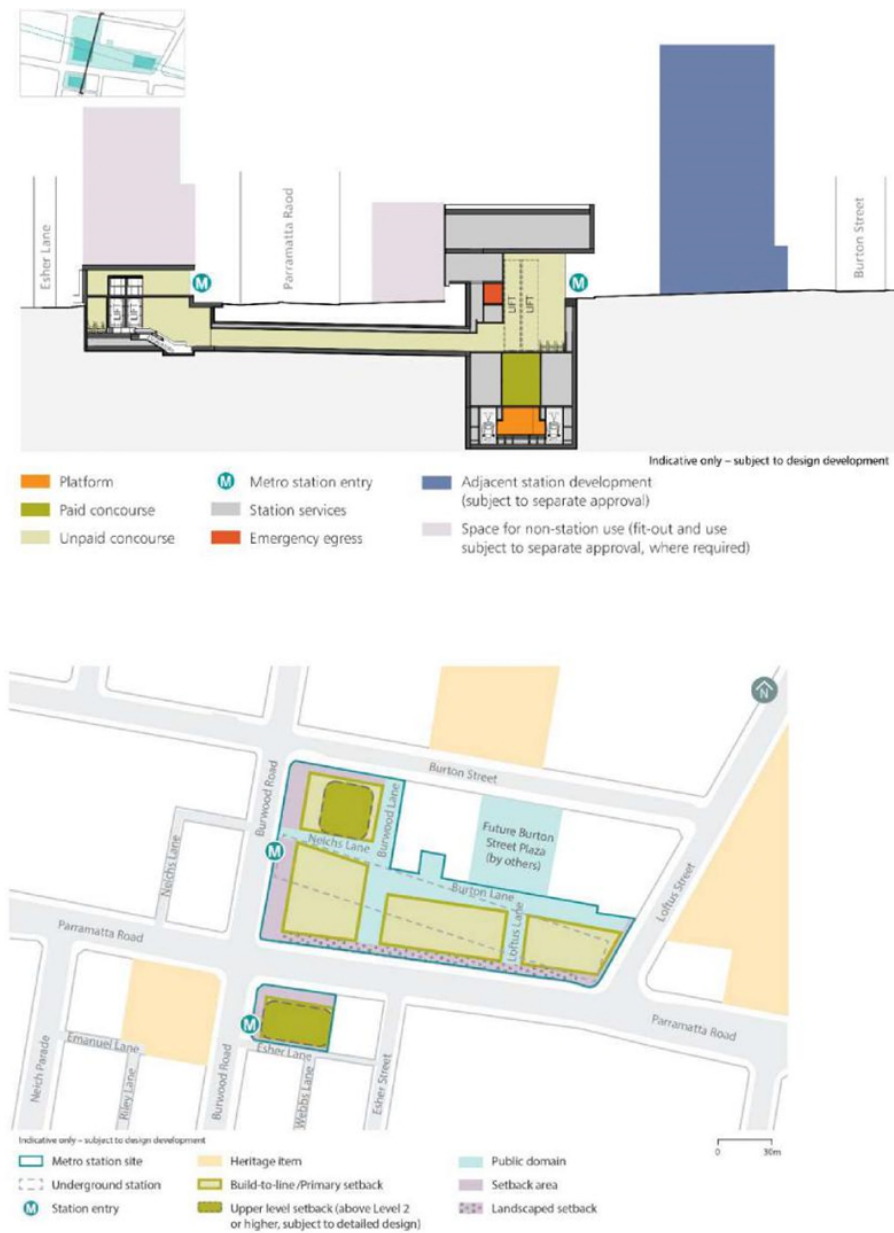 Esher Lane
Parramatta Raod
Burton Street
M
M
LIFT
LIFT
LIFT
LIFT
Indicative only – subject to design development
Platform
Paid concourse
Unpaid concourse
M Metro station entry
Station services
Emergency egress
Adjacent station development
(subject to separate approval)
Space for non-station use (fit-out and use
subject to separate approval, where required)
N
Burton Street
Burwood Road
Burwood Lane
Neichs Lane
Neichs Lane
Future Burton
Street Plaza
(by others)
Burton Lane
Loftus Street
Loftus Lane
M
Parramatta Road
Parramatta Road
M
Emanuel Lane
Esher Lane
Neich Parade
Riley Lane
Burwood Road
Webbs Lane
Esher Street
Indicative only – subject to design development
0 30m
Metro station site
Underground station
M Station entry
Heritage item
Build-to-line/Primary setback
Upper level setback (above Level 2
or higher, subject to detailed design)
Public domain
Setback area
Landscaped setback